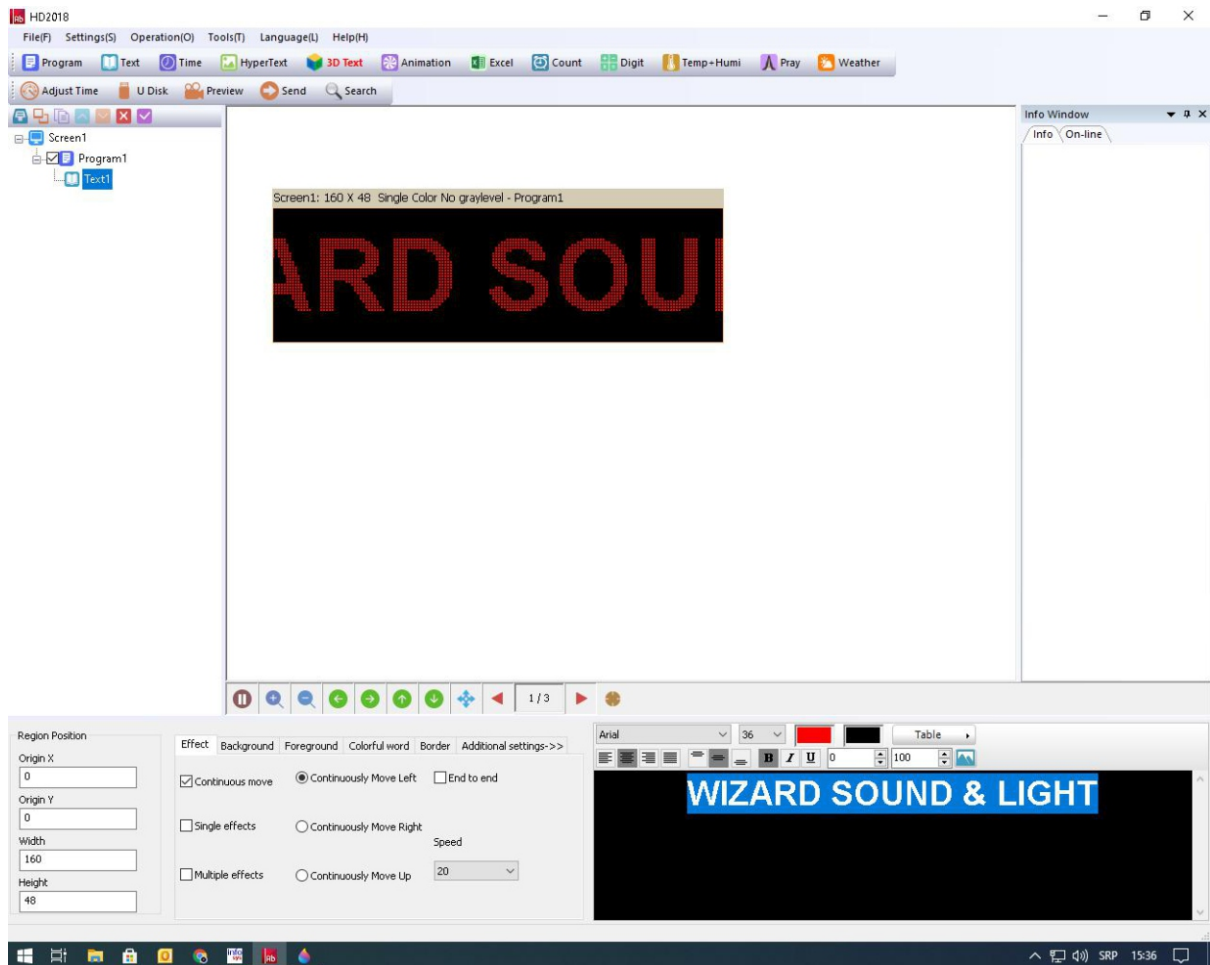 HD2018
File(F) Settings(S) Operation(O) Tools(T) Language(L) Help(H)
Program Text Time HyperText 3D Text Animation Excel Count Digit Temp+Humi Pray Weather
Adjust Time U Disk Preview Send Search
Screen1
Program1
Text1
Screen1: 160 X 48 Single Color No graylevel - Program1
ARD SOU
Info Window
Info On-line
1/3
Region Position
Origin X
0
Origin Y
0
Width
160
Height
48
Effect Background Foreground Colorful word Border Additional settings->>
Continuous move Continuously Move Left End to end
Single effects Continuously Move Right
Speed
Multiple effects Continuously Move Up 20
Arial 36 Table
B I U 0 100
WIZARD SOUND & LIGHT
SRP 15:36